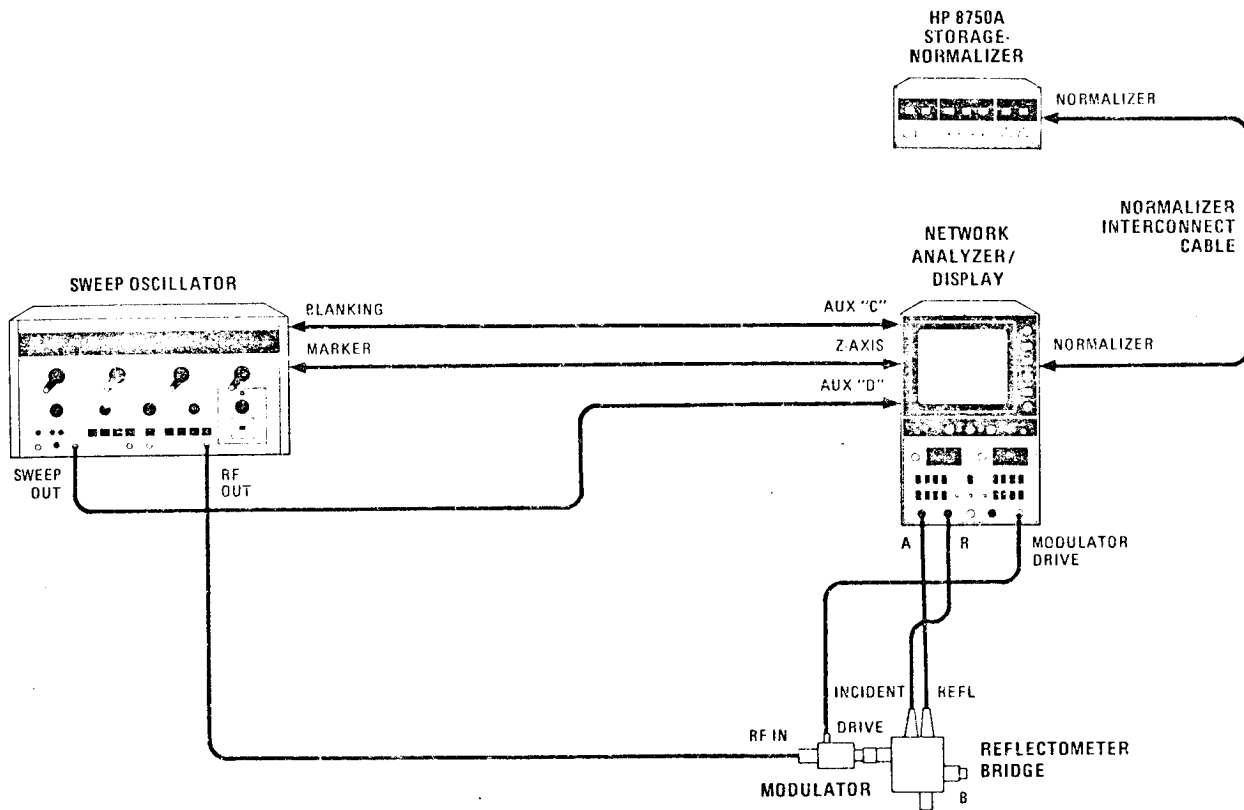 HP 8750A
STORAGE-
NORMALIZER
NORMALIZER
NORMALIZER
INTERCONNECT
CABLE
NETWORK
ANALYZER/
DISPLAY
SWEEP OSCILLATOR
BLANKING
AUX "C"
MARKER
Z-AXIS
NORMALIZER
AUX "D"
SWEEP
OUT
RF
OUT
A
R
MODULATOR
DRIVE
INCIDENT
REFL
RF IN
DRIVE
REFLECTOMETER
BRIDGE
MODULATOR
B